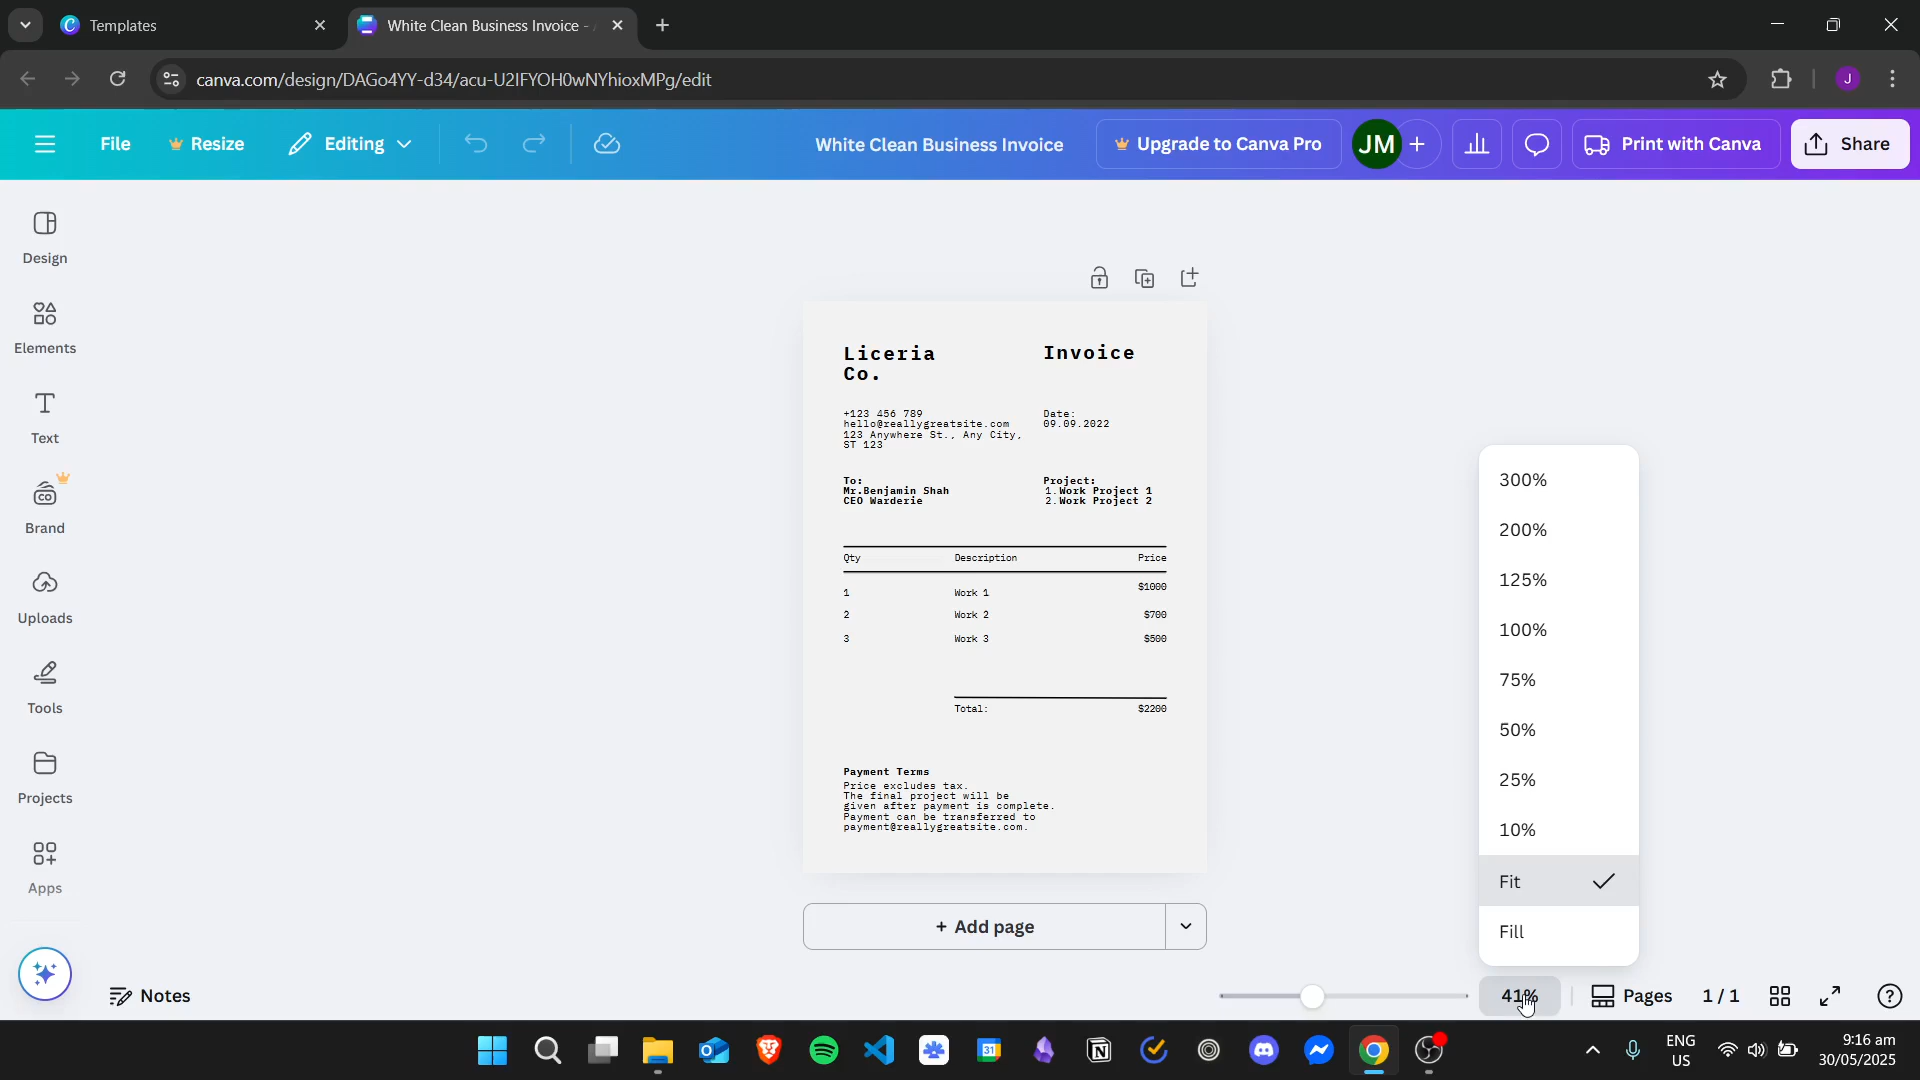 Templates
White Clean Business Invoice -
canva.com/design/DAGo4YY-d34/acu-U2IFYOH0wNYhioxMPg/edit
J
File
Resize
Editing
White Clean Business Invoice
Upgrade to Canva Pro
JM
Print with Canva
Share
Design
Elements
Text
Brand
Uploads
Tools
Projects
Apps
Liceria
Co.
Invoice
+123 456 789
hello@reallygreatsite.com
123 Anywhere St., Any City,
ST 123
Date:
09.09.2022
To:
Mr.Benjamin Shah
CEO Warderie
Project:
1.Work Project 1
2.Work Project 2
Qty Description Price
1 Work 1 $1000
2 Work 2 $700
3 Work 3 $500
Total: $2200
Payment Terms
Price excludes tax.
The final project will be
given after payment is complete.
Payment can be transferred to
payment@reallygreatsite.com.
+ Add page
300%
200%
125%
100%
75%
50%
25%
10%
Fit
Fill
Notes
41%
Pages
1 / 1
ENG
US
9:16 am
30/05/2025